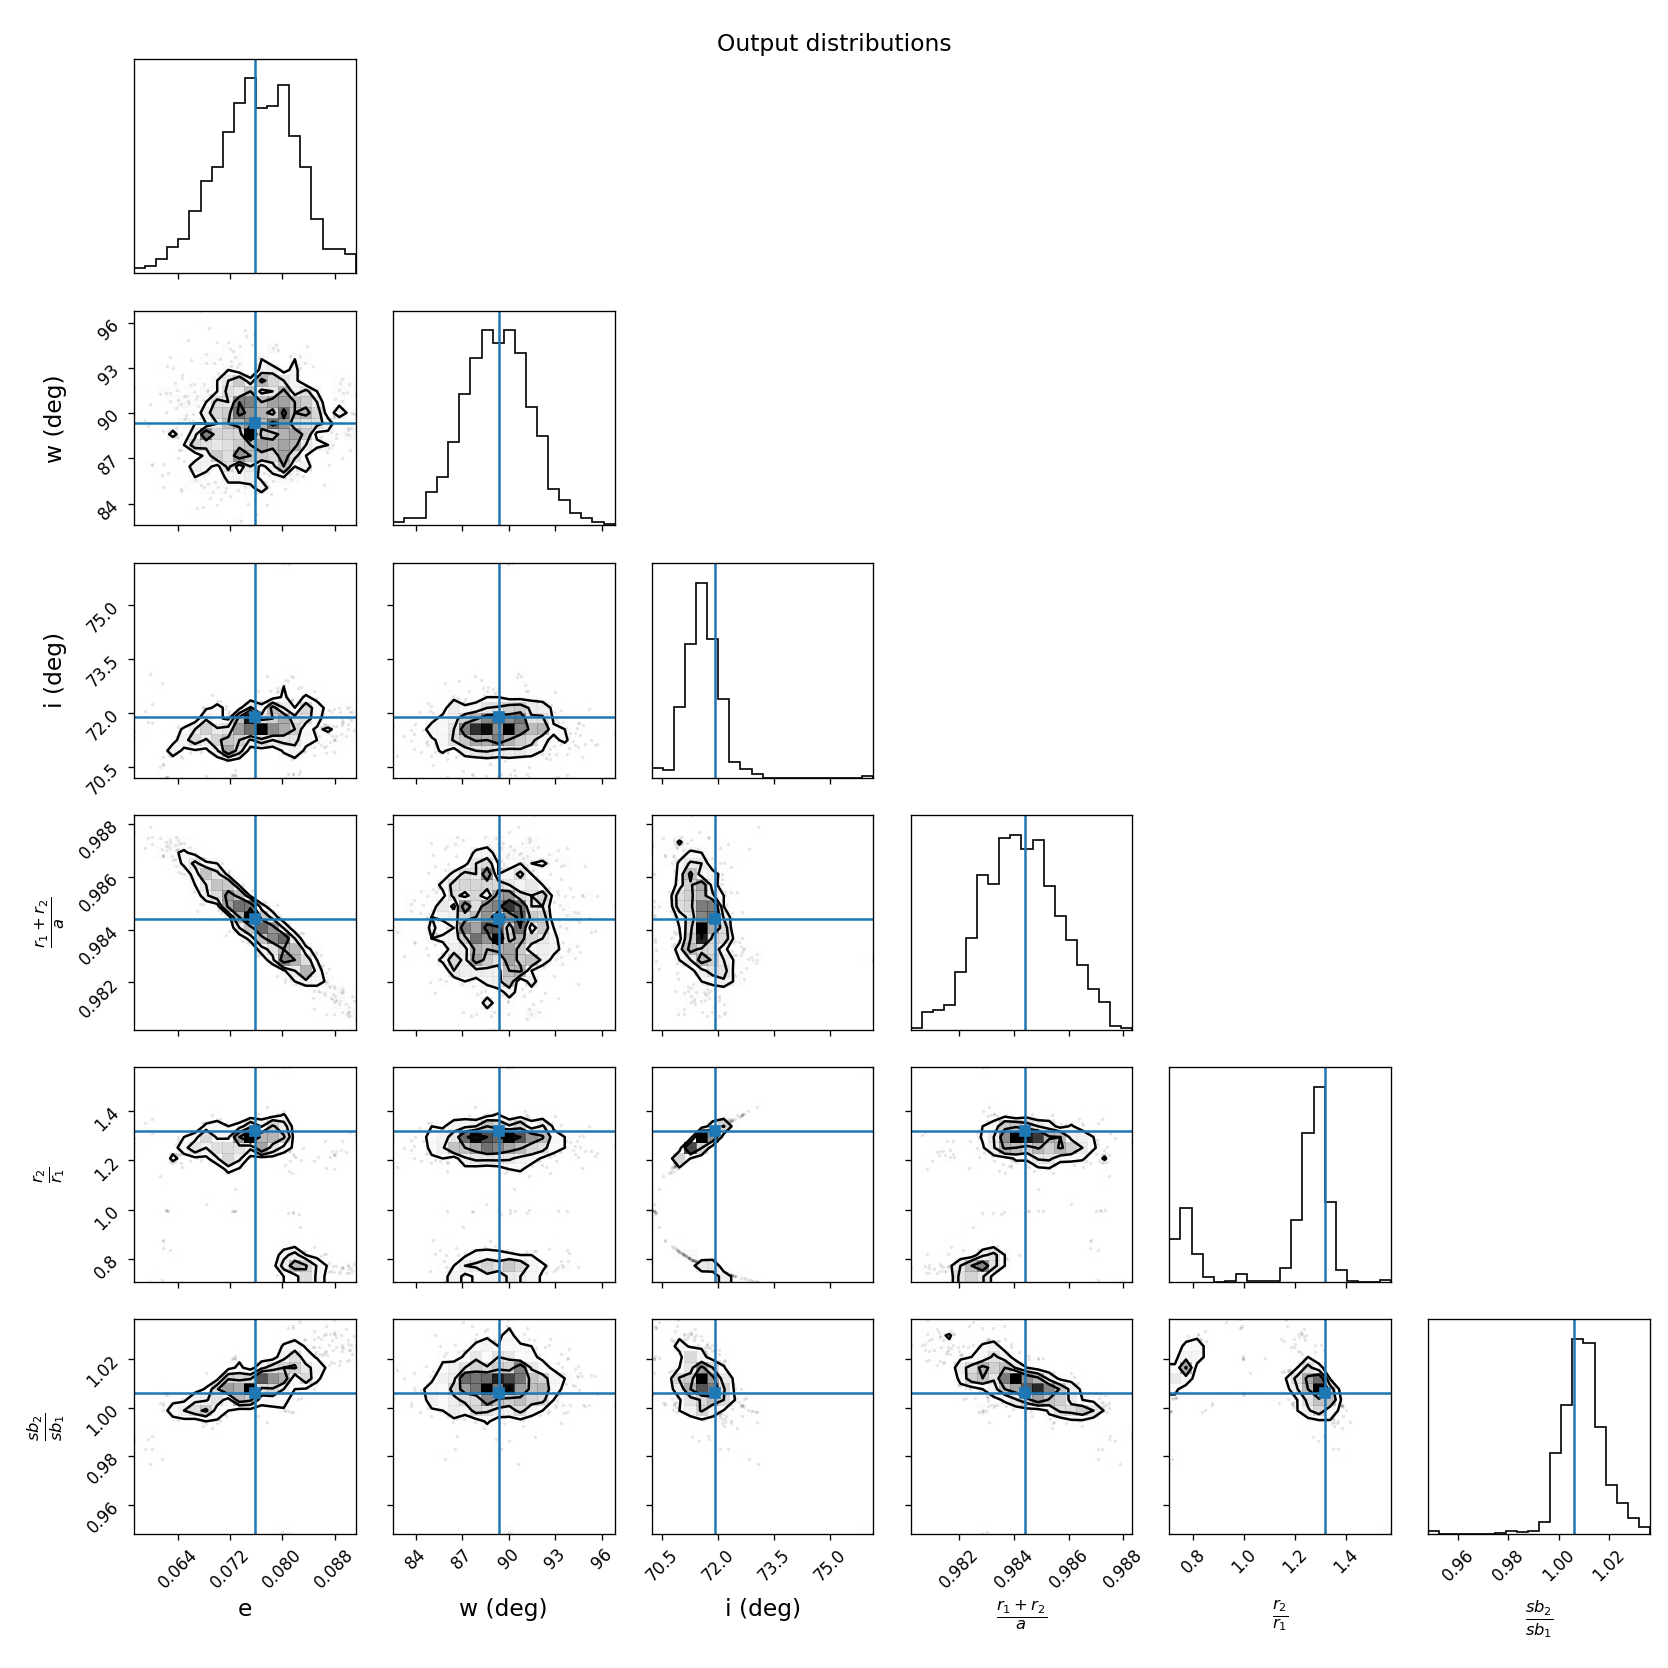 Output distributions
96
93
90
87
84
w (deg)
75.0
73.5
72.0
70.5
i (deg)
0.988
0.986
0.984
0.982
r₁ + r₂
a
1.4
1.2
1.0
0.8
r₂
r₁
1.02
1.00
0.98
0.96
sb₂
sb₁
0.064 0.072 0.080 0.088 84 87 90 93 96 70.5 72.0 73.5 75.0 0.982 0.984 0.986 0.988 0.8 1.0 1.2 1.4 0.96 0.98 1.00 1.02
e w (deg) i (deg) r₁ + r₂ r₂ sb₂
a r₁ sb₁